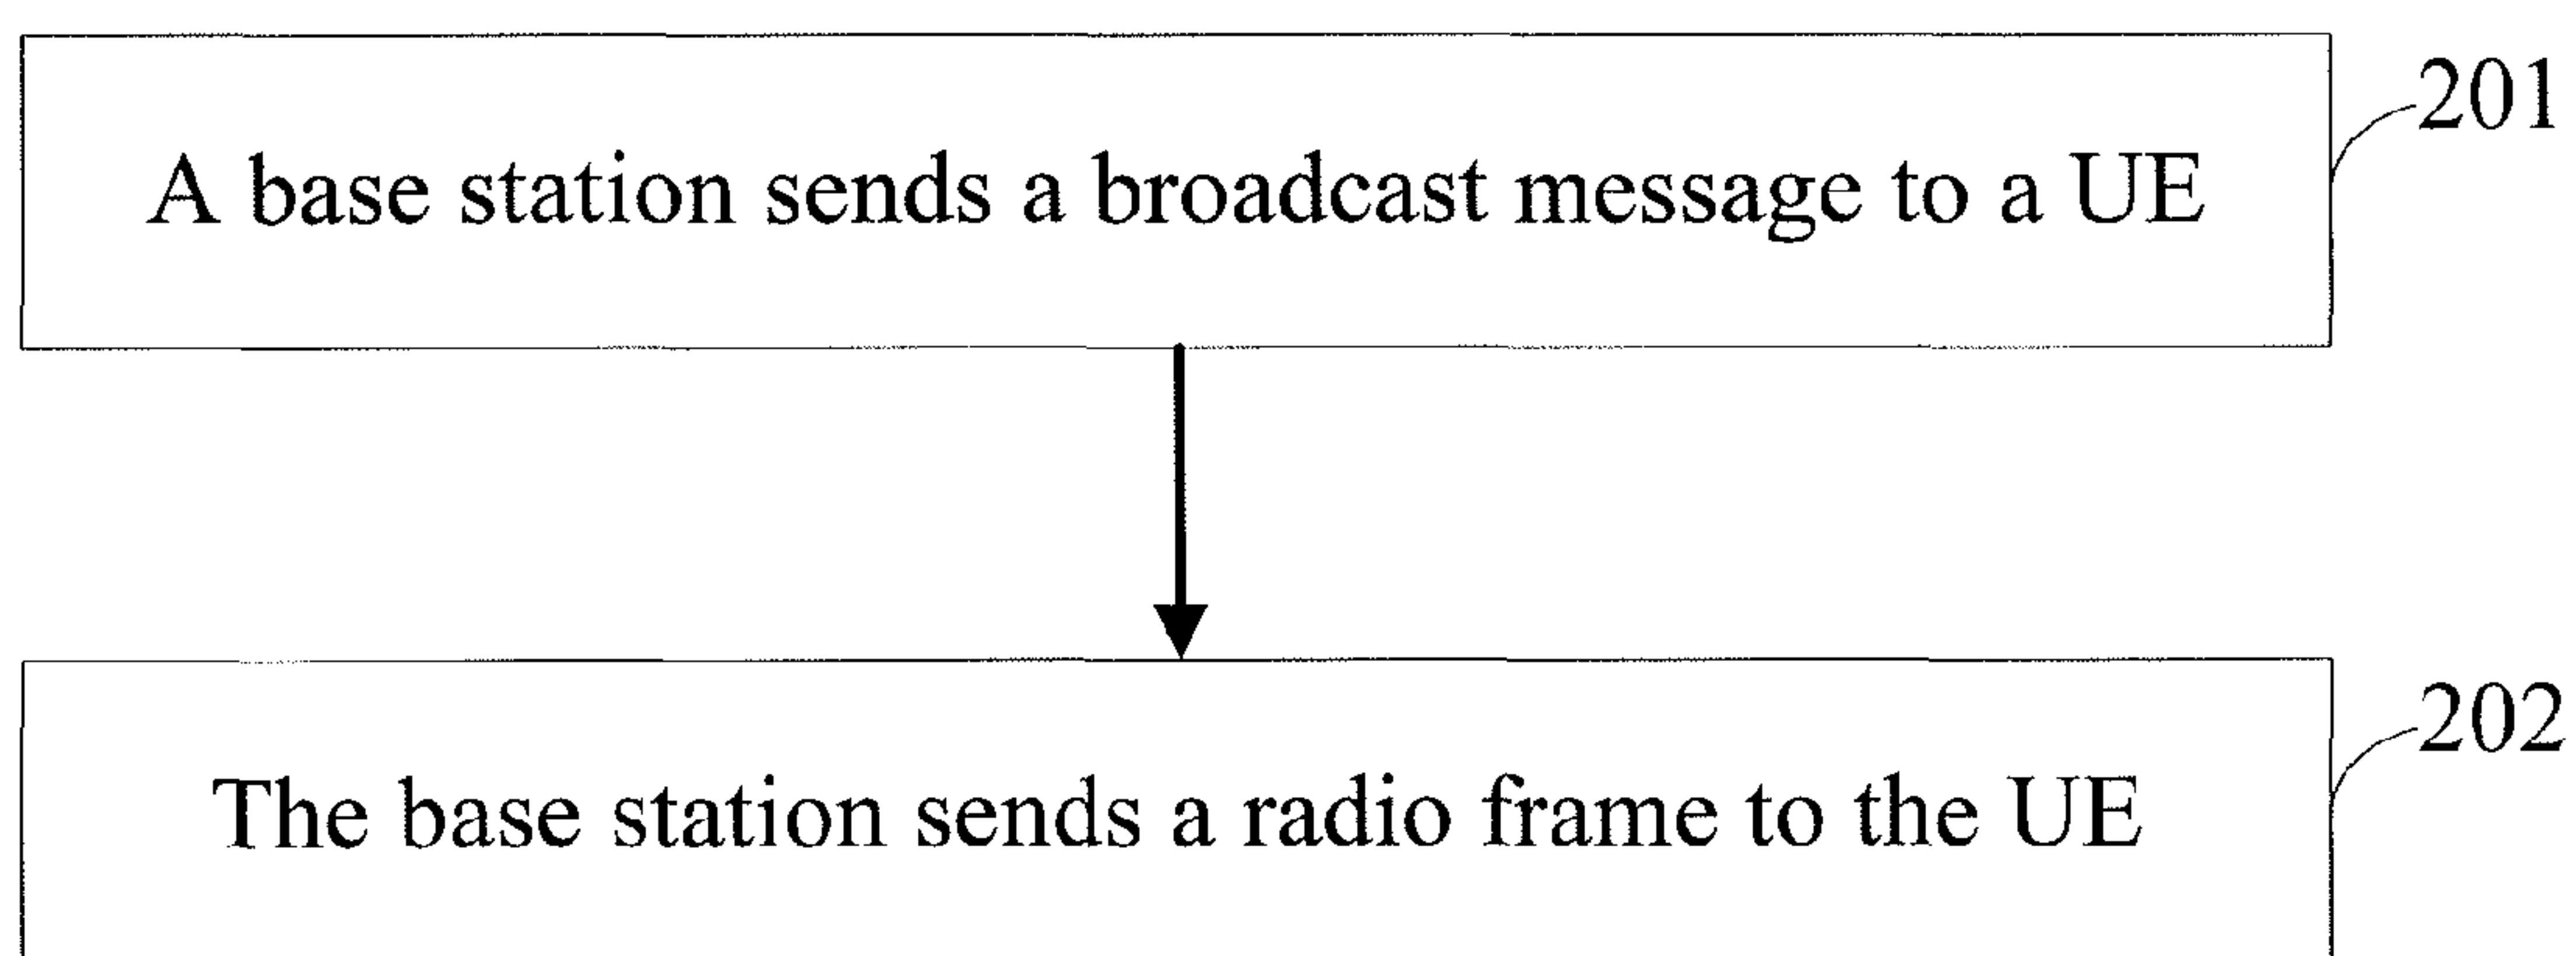 A base station sends a broadcast message to a UE
201
The base station sends a radio frame to the UE
202